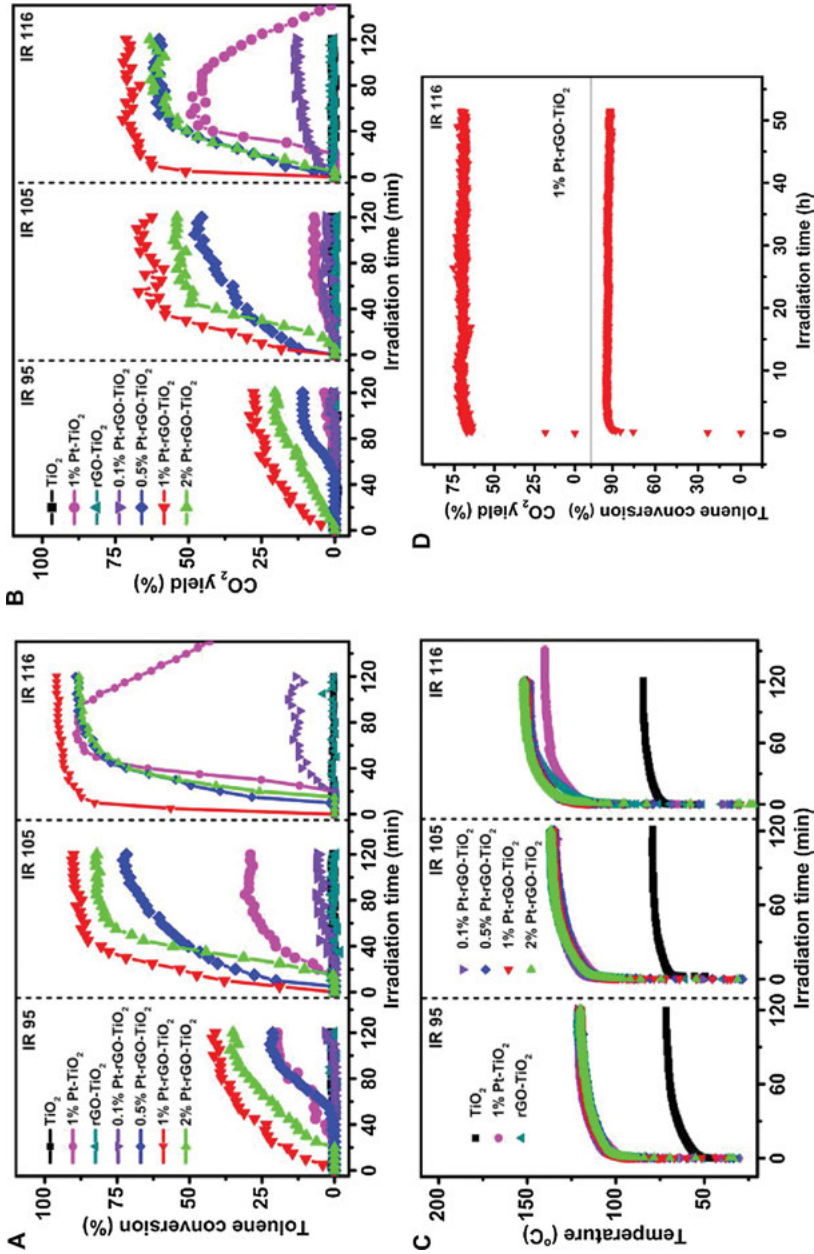 A
IR 95
IR 105
IR 116
TiO2
1% Pt-TiO2
rGO-TiO2
0.1% Pt-rGO-TiO2
0.5% Pt-rGO-TiO2
1% Pt-rGO-TiO2
2% Pt-rGO-TiO2
Toluene conversion (%)
100
75
50
25
0
0 40 80 120 0 40 80 120 0 40 80 120
Irradiation time (min)
B
IR 95
IR 105
IR 116
TiO2
1% Pt-TiO2
rGO-TiO2
0.1% Pt-rGO-TiO2
0.5% Pt-rGO-TiO2
1% Pt-rGO-TiO2
2% Pt-rGO-TiO2
CO2 yield (%)
100
75
50
25
0
0 40 80 120 0 40 80 120 0 40 80 120
Irradiation time (min)
C
IR 95
IR 105
IR 116
TiO2
1% Pt-TiO2
rGO-TiO2
0.1% Pt-rGO-TiO2
0.5% Pt-rGO-TiO2
1% Pt-rGO-TiO2
2% Pt-rGO-TiO2
Temperature (°C)
200
150
100
50
0 30 60 90 120 0 60 120 0 60 120
Irradiation time (min)
D
IR 116
1% Pt-rGO-TiO2
CO2 yield (%)
75
50
25
0
Toluene conversion (%)
90
60
30
0
0 10 20 30 40 50
Irradiation time (h)